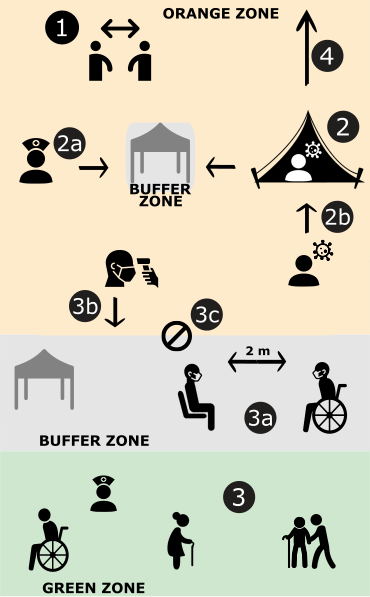 ORANGE ZONE
1
4
2
2a
BUFFER
ZONE
2b
3b
3c
2 m
3a
BUFFER ZONE
3
GREEN ZONE